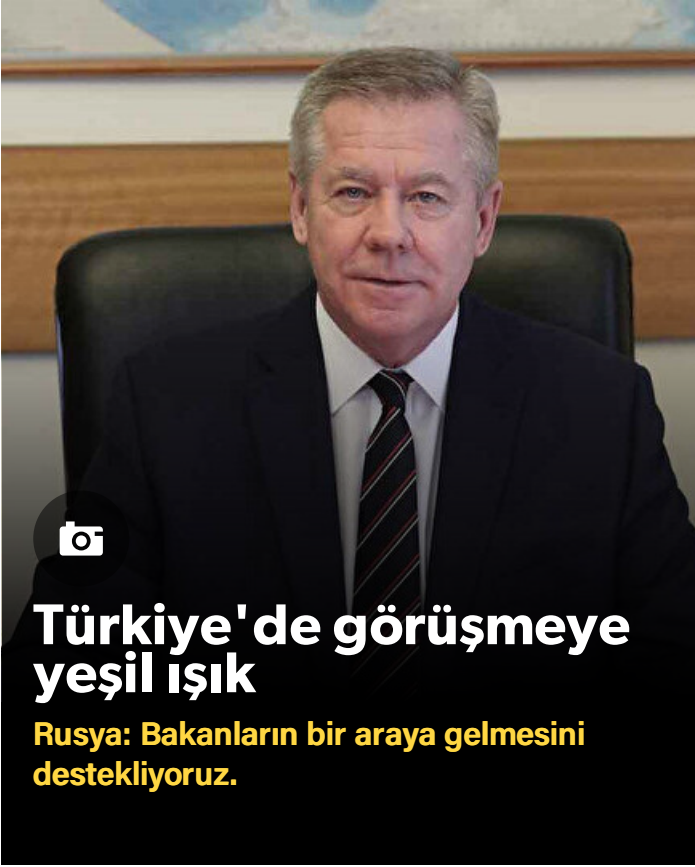 Türkiye'de görüşmeye
yeşil ışık
Rusya: Bakanların bir araya gelmesini
destekliyoruz.